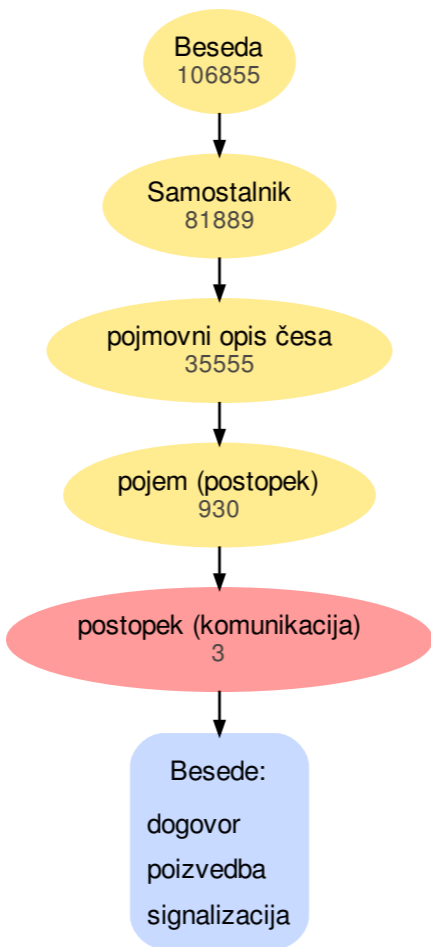 Beseda
106855
Samostalnik
81889
pojmovni opis česa
35555
pojem (postopek)
930
postopek (komunikacija)
3
Besede:
dogovor
poizvedba
signalizacija